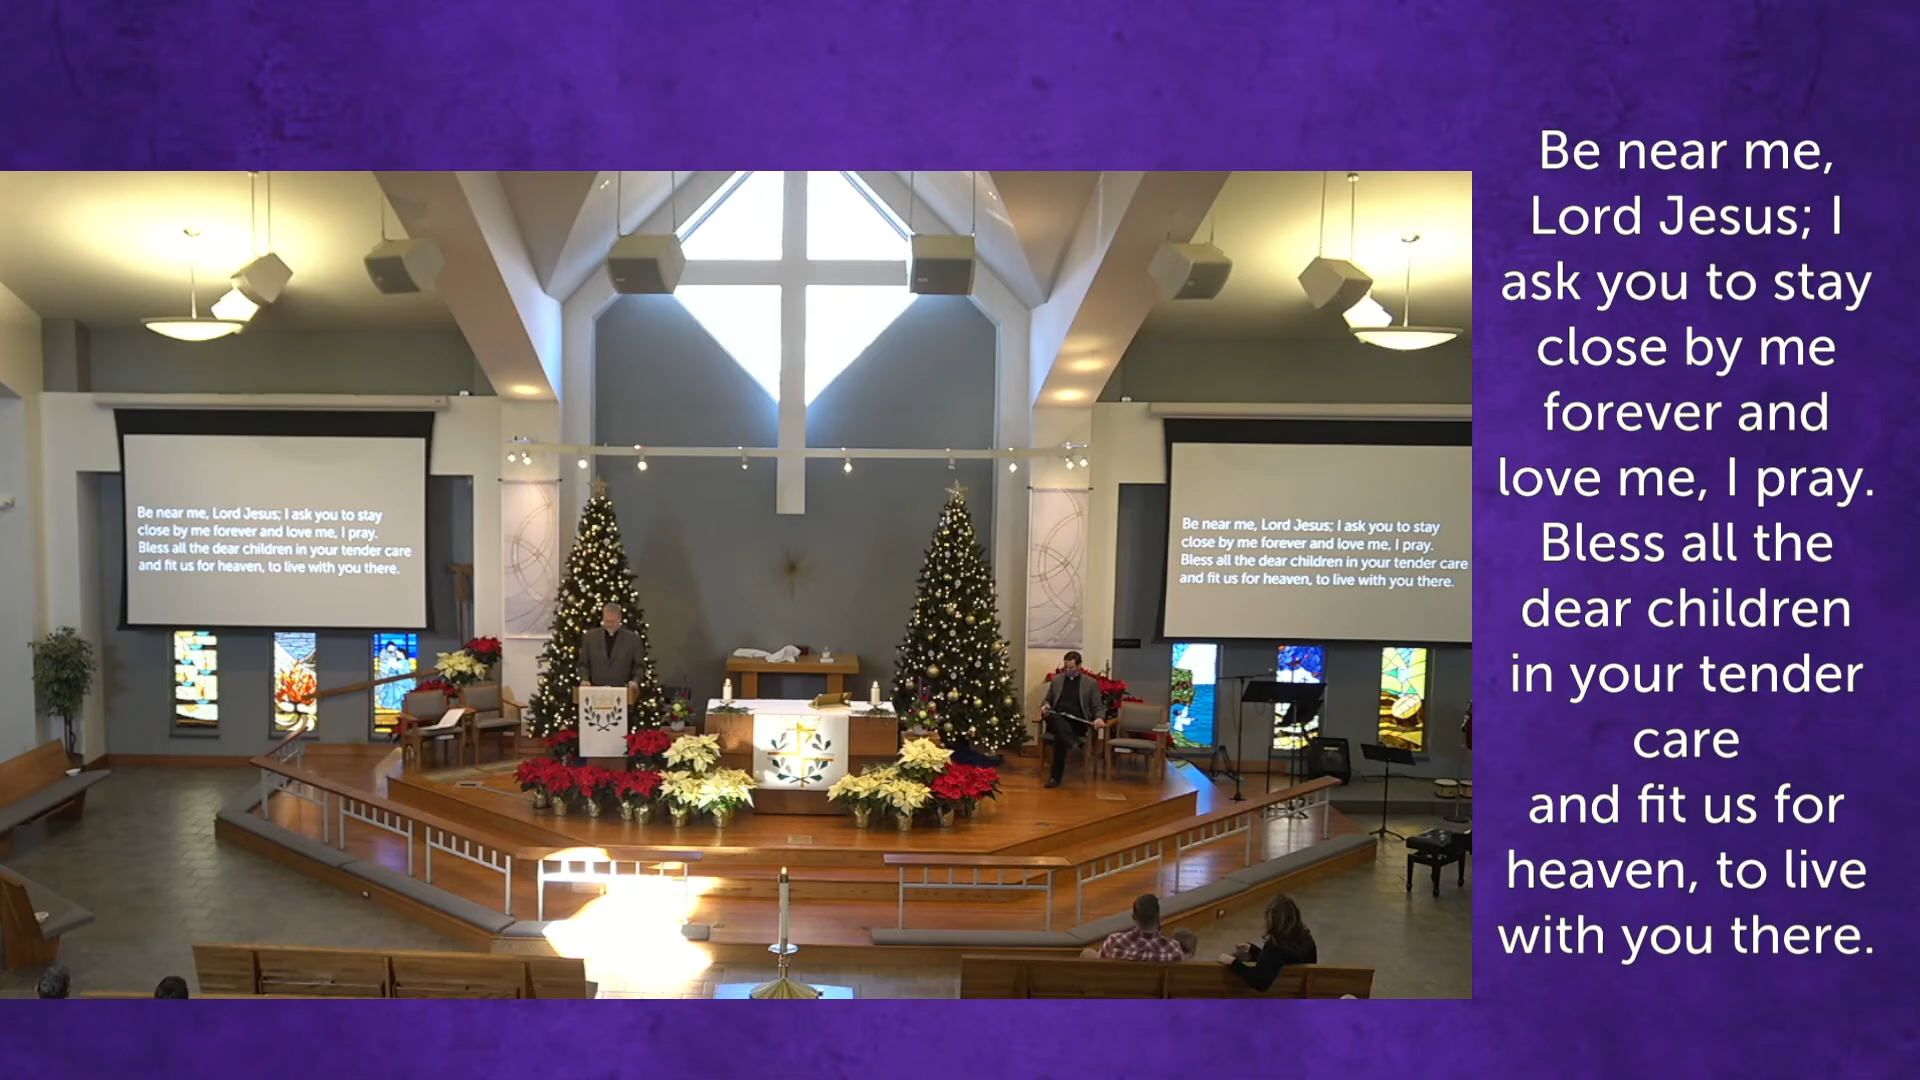 Be near me, Lord Jesus; I ask you to stay
close by me forever and love me, I pray.
Bless all the dear children in your tender care
and fit us for heaven, to live with you there.
Be near me, Lord Jesus; I ask you to stay
close by me forever and love me, I pray.
Bless all the dear children in your tender care
and fit us for heaven, to live with you there.
Be near me,
Lord Jesus; I
ask you to stay
close by me
forever and
love me, I pray.
Bless all the
dear children
in your tender
care
and fit us for
heaven, to live
with you there.